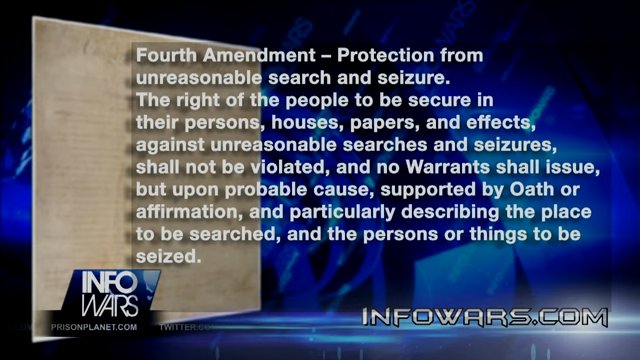 Fourth Amendment – Protection from
unreasonable search and seizure.
The right of the people to be secure in
their persons, houses, papers, and effects,
against unreasonable searches and seizures,
shall not be violated, and no Warrants shall issue,
but upon probable cause, supported by Oath or
affirmation, and particularly describing the place
to be searched, and the persons or things to be
seized.
INFO
WARS
PRISONPLANET.COM
TWITTER.C
INFOWARS.COM
WARS